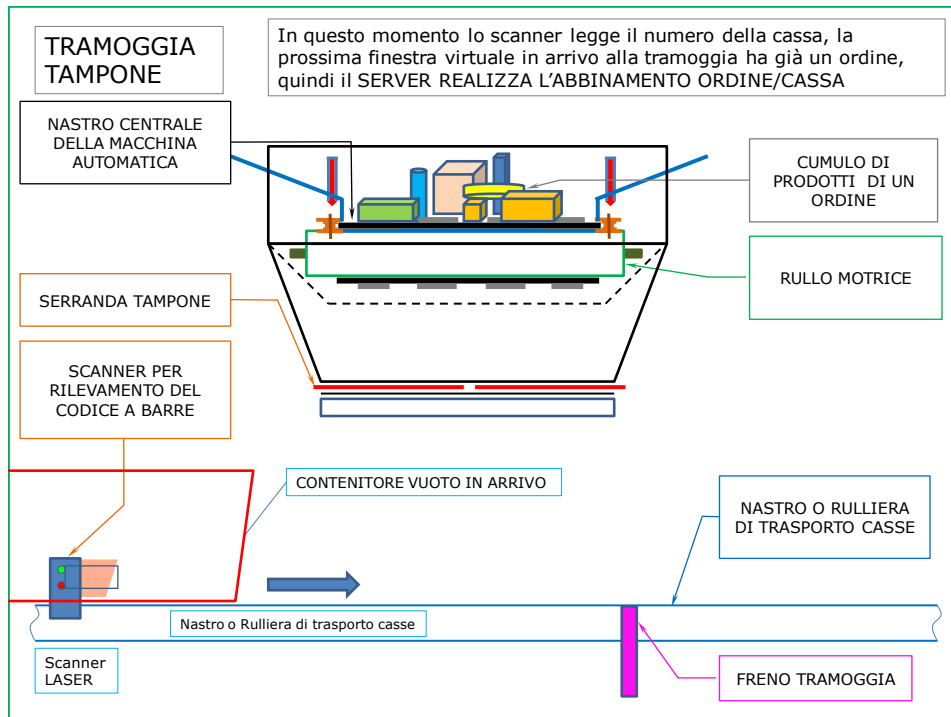 TRAMOGGIA
TAMPONE
In questo momento lo scanner legge il numero della cassa, la
prossima finestra virtuale in arrivo alla tramoggia ha già un ordine,
quindi il SERVER REALIZZA L’ABBINAMENTO ORDINE/CASSA
NASTRO CENTRALE
DELLA MACCHINA
AUTOMATICA
CUMULO DI
PRODOTTI DI UN
ORDINE
SERRANDA TAMPONE
RULLO MOTRICE
SCANNER PER
RILEVAMENTO DEL
CODICE A BARRE
CONTENITORE VUOTO IN ARRIVO
NASTRO O RULLIERA
DI TRASPORTO CASSE
Nastro o Rulliera di trasporto casse
Scanner
LASER
FRENO TRAMOGGIA